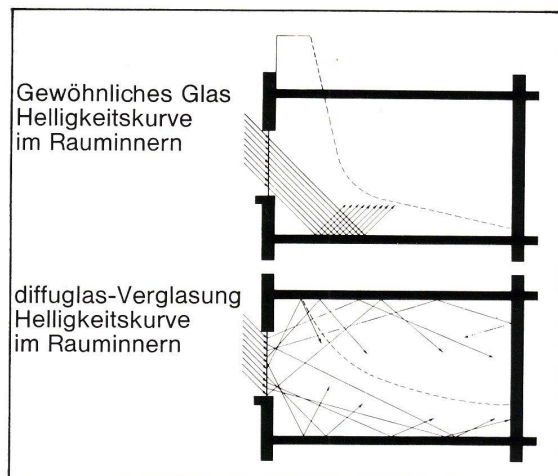 Gewöhnliches Glas
Helligkeitskurve
im Rauminnern
diffuglas-Verglasung
Helligkeitskurve
im Rauminnern